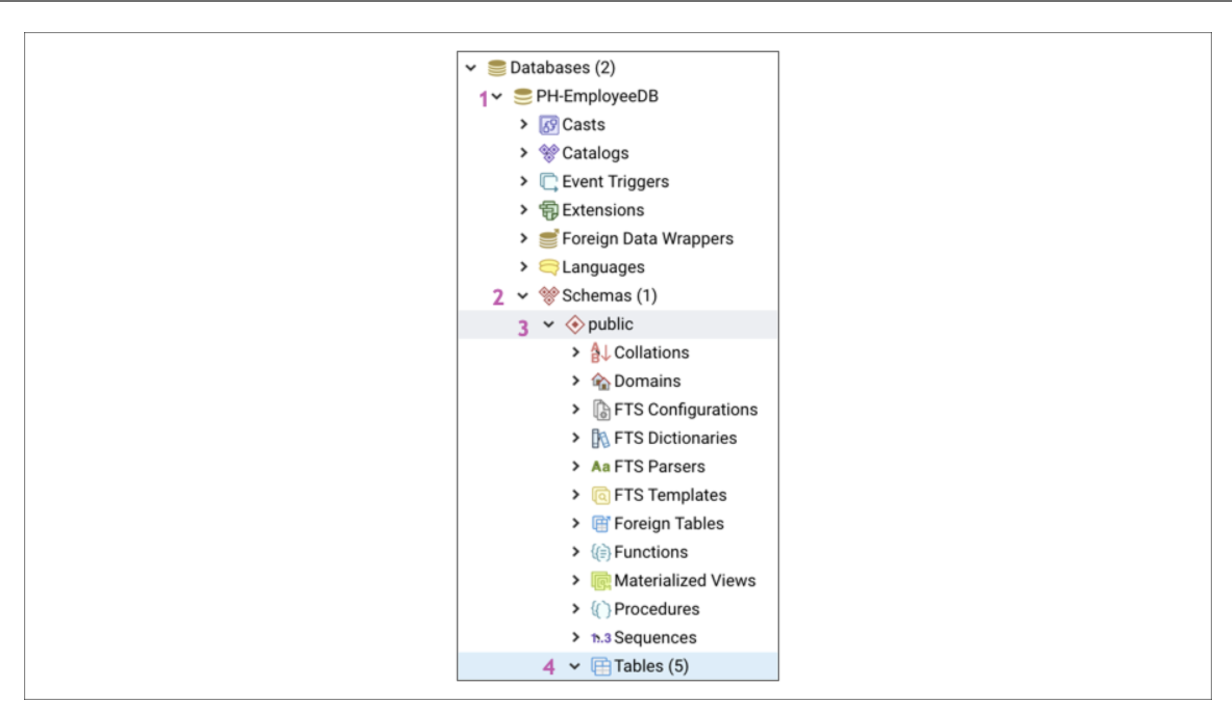 Databases (2)
1 PH-EmployeeDB
Casts
Catalogs
Event Triggers
Extensions
Foreign Data Wrappers
Languages
2 Schemas (1)
3 public
Collations
Domains
FTS Configurations
FTS Dictionaries
Aa FTS Parsers
FTS Templates
Foreign Tables
Functions
Materialized Views
Procedures
1..3 Sequences
4 Tables (5)